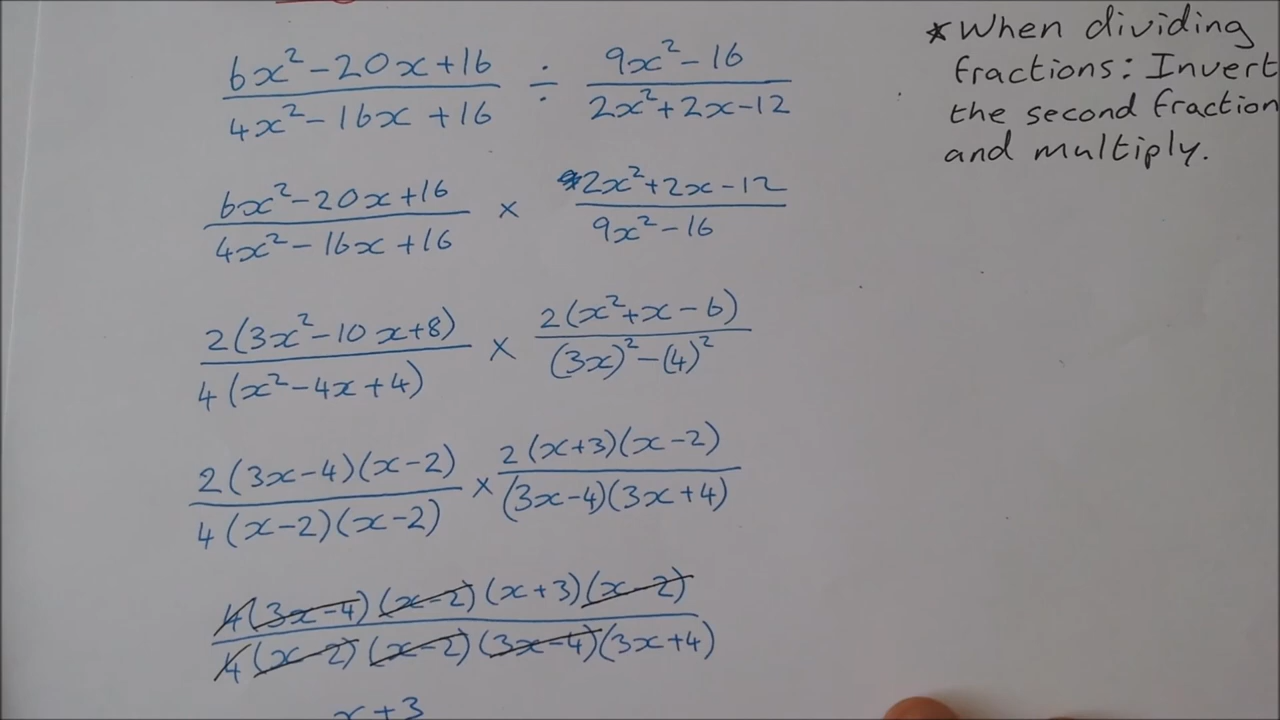 6x² - 20x + 16 / 4x² - 16x + 16 ÷ 9x² - 16 / 2x² + 2x - 12
* When dividing
fractions: Invert
the second fraction
and multiply.
6x² - 20x + 16 / 4x² - 16x + 16 × 2x² + 2x - 12 / 9x² - 16
2(3x² - 10x + 8) / 4(x² - 4x + 4) × 2(x² + x - 6) / (3x)² - (4)²
2(3x - 4)(x - 2) / 4(x - 2)(x - 2) × 2(x + 3)(x - 2) / (3x - 4)(3x + 4)
4(3x - 4)(x - 2)(x + 3)(x - 2) / 4(x - 2)(x - 2)(3x - 4)(3x + 4)
x + 3